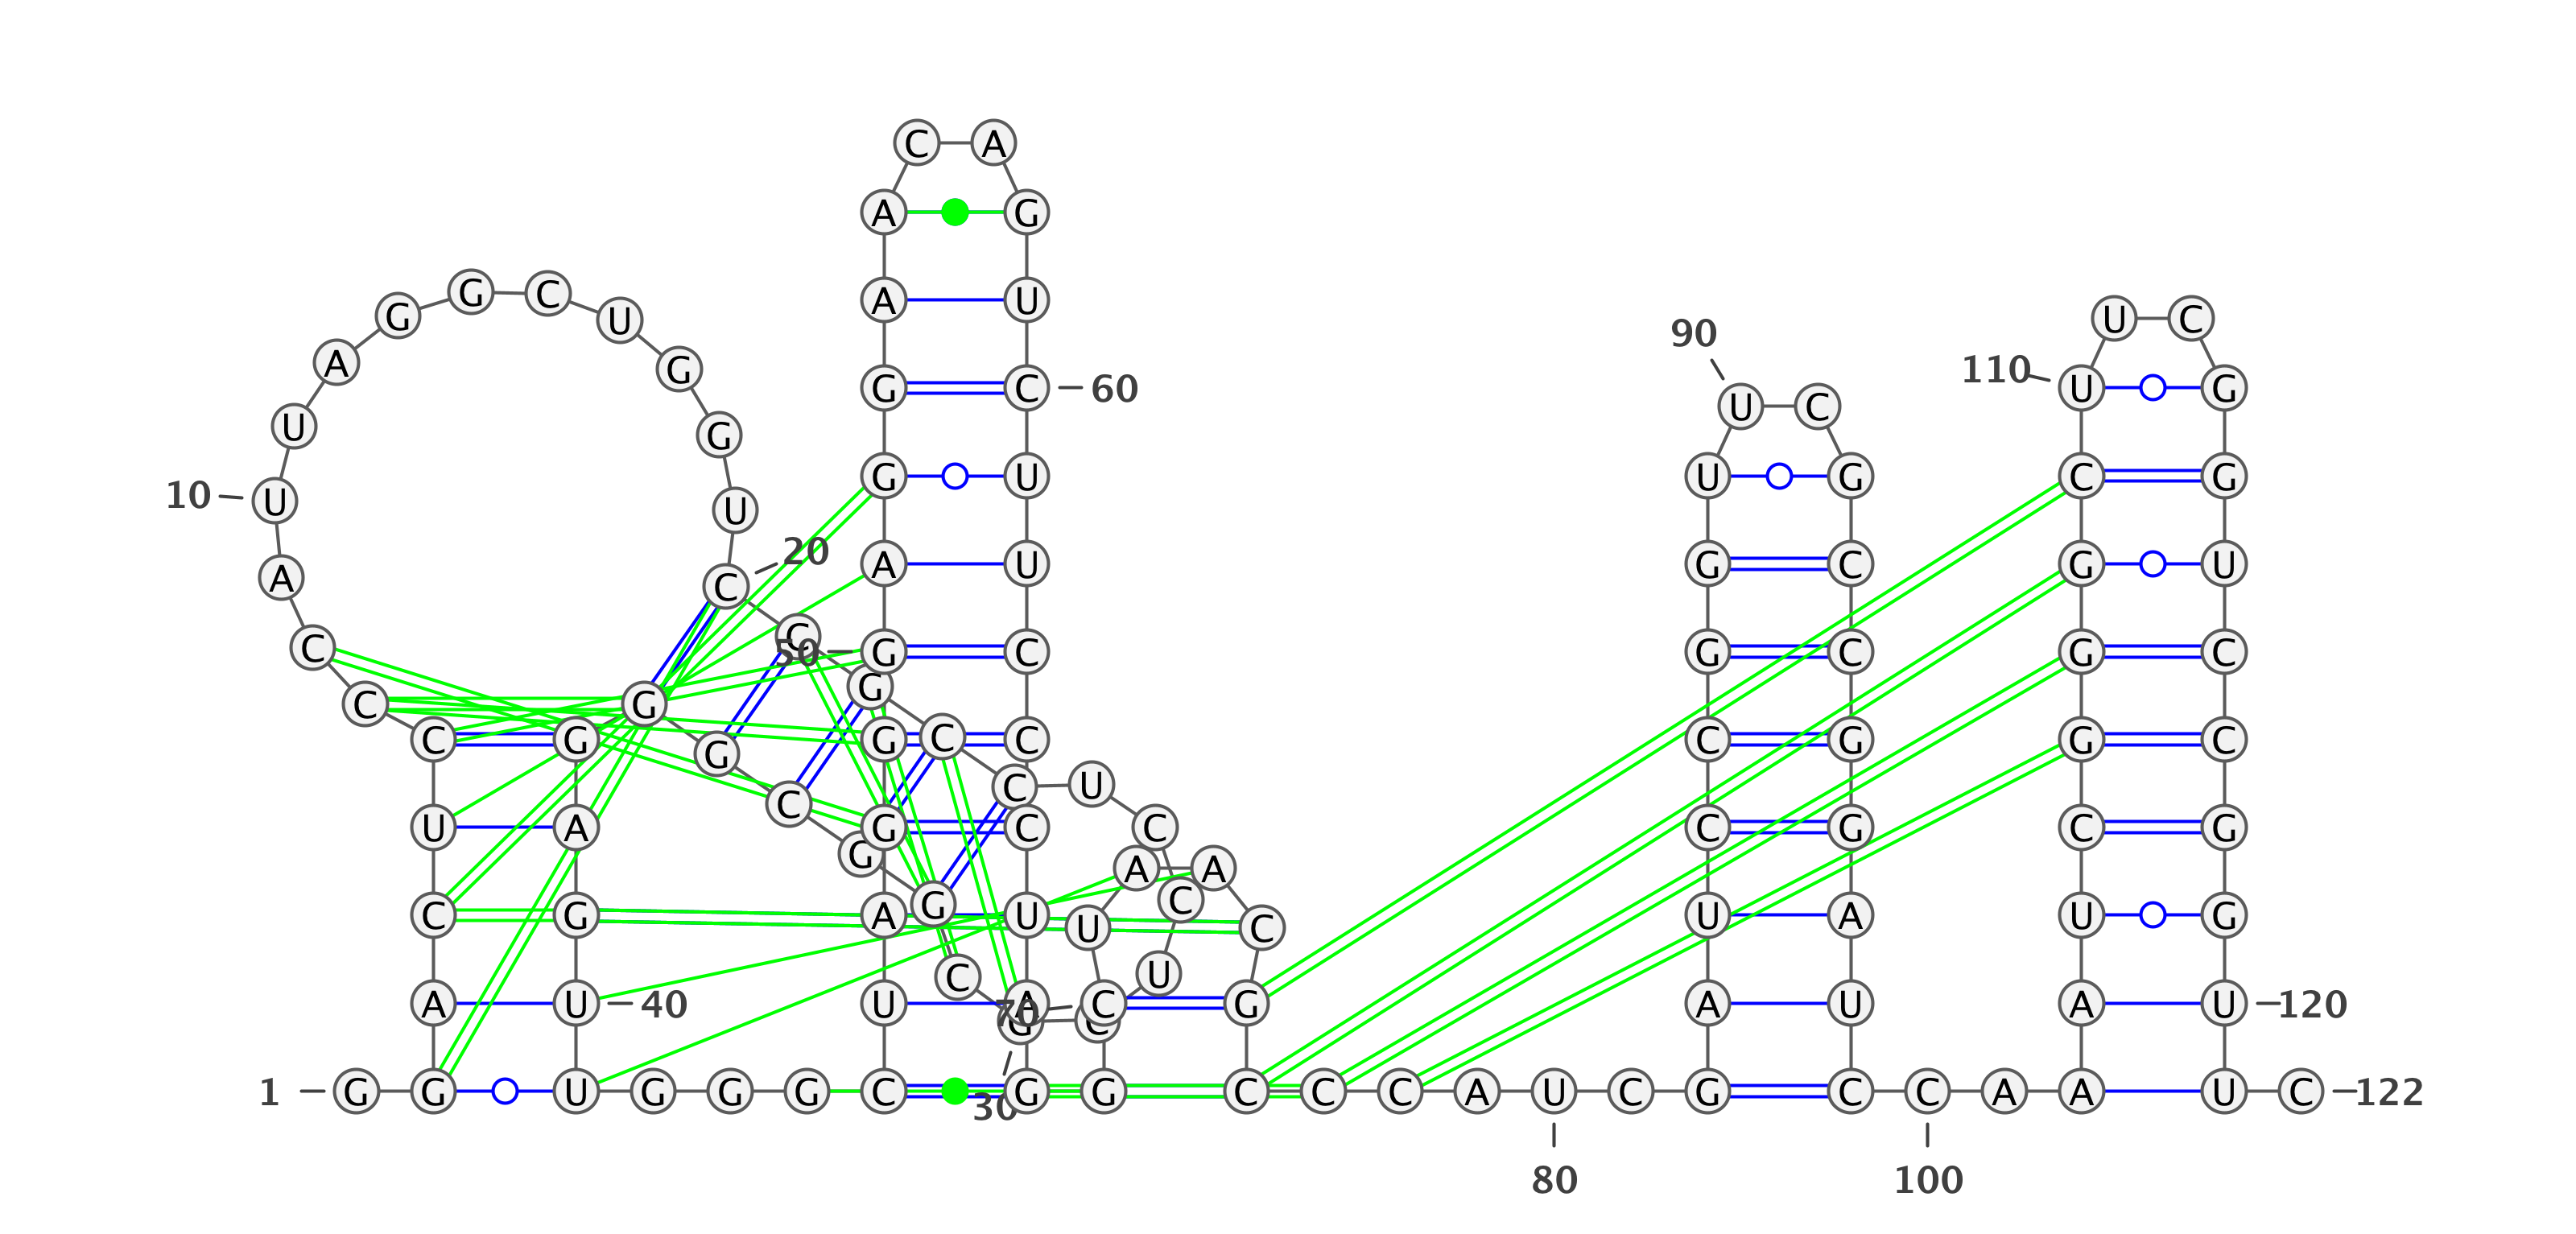 C A
A G
G G C U A U U C
90
A G 110
G C 60 U G
U C
U G
G U U G C G
10 U U
20
A U G C G U
A C
C C 50 G C G C G C
G
C G
C G G C C C G G C
G
C U
C
U A G C C C G C G
G
A A
C G A G U C U A U G
U C
C U
A U 40 U A 70 C G A U A U 120
G C
1 G G U G G G C G G C C C A U C G C C A A A U C 122
30
80 100